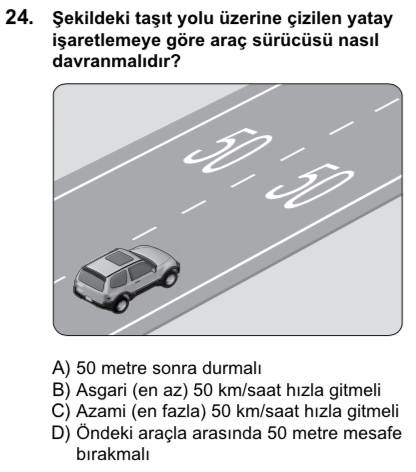 24. Şekildeki taşıt yolu üzerine çizilen yatay
işaretlemeye göre araç sürücüsü nasıl
davranmalıdır?
50
50
A) 50 metre sonra durmalı
B) Asgari (en az) 50 km/saat hızla gitmeli
C) Azami (en fazla) 50 km/saat hızla gitmeli
D) Öndeki araçla arasında 50 metre mesafe
bırakmalı